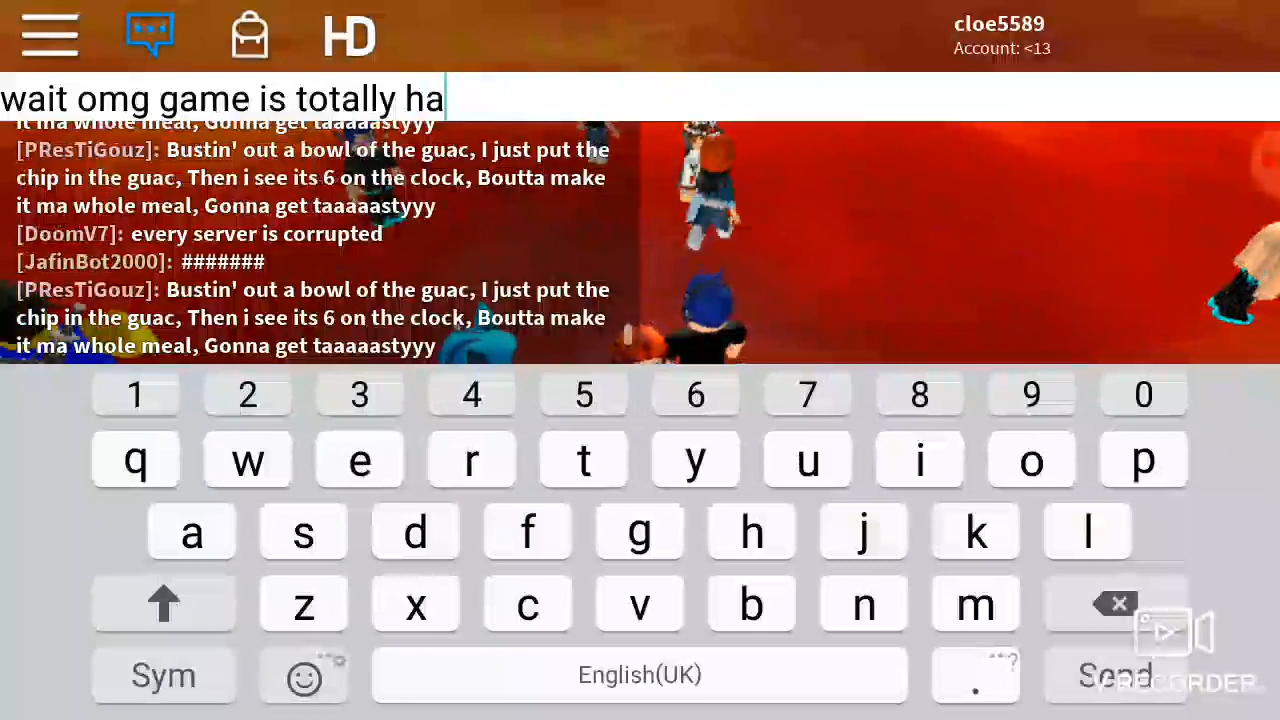 HD
cloe5589
Account: <13
wait omg game is totally ha
it ma whole meal, Gonna get taaaaastyyy
[PResTiGouz]: Bustin' out a bowl of the guac, I just put the
chip in the guac, Then i see its 6 on the clock, Boutta make
it ma whole meal, Gonna get taaaaastyyy
[DoomV7]: every server is corrupted
[JafinBot2000]: #######
[PResTiGouz]: Bustin' out a bowl of the guac, I just put the
chip in the guac, Then i see its 6 on the clock, Boutta make
it ma whole meal, Gonna get taaaaastyyy
1 2 3 4 5 6 7 8 9 0
q w e r t y u i o p
a s d f g h j k l
z x c v b n m
Sym English(UK) . ...? Send
V RECORDER